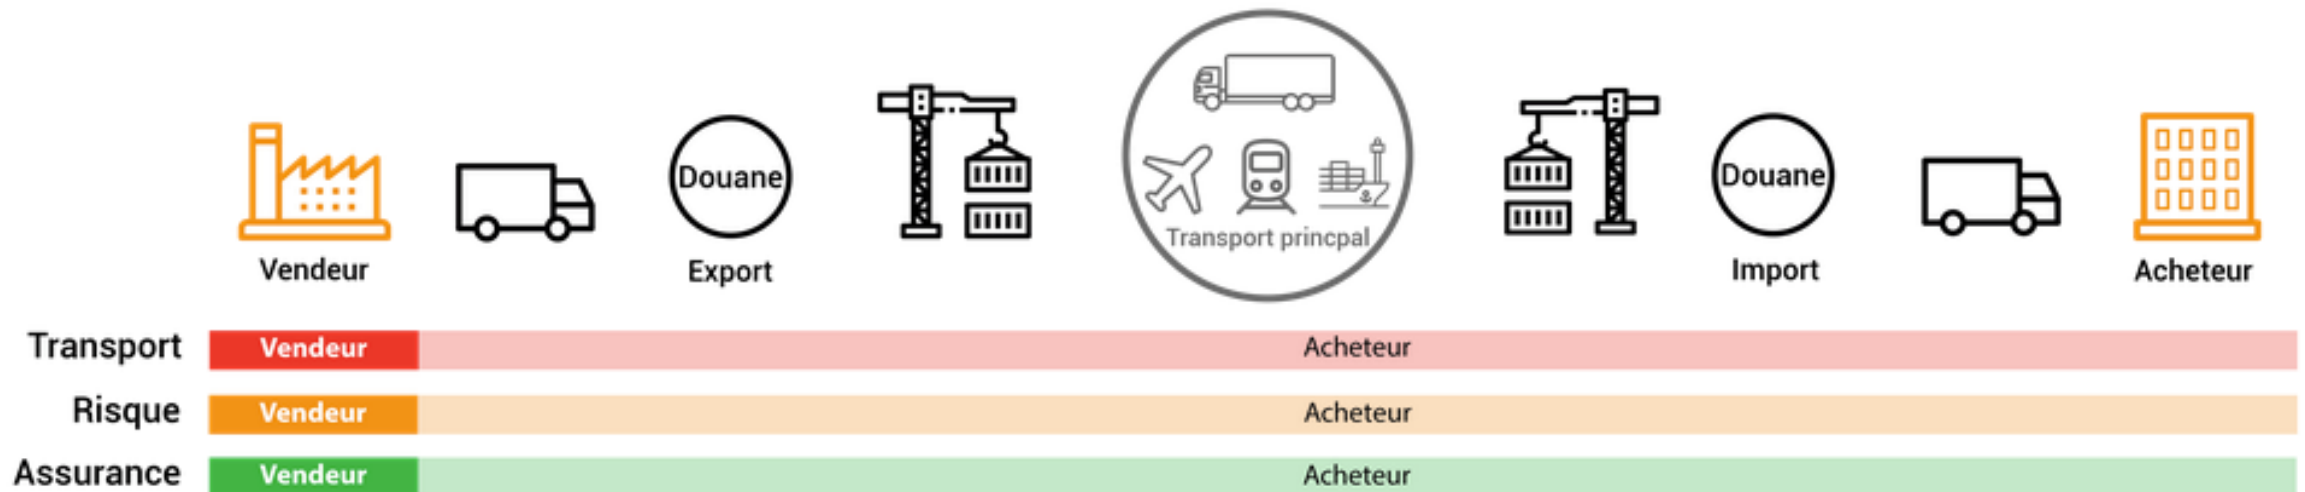 Douane
Douane
Transport princpal
Vendeur
Export
Import
Acheteur
Transport Vendeur Acheteur
Risque Vendeur Acheteur
Assurance Vendeur Acheteur